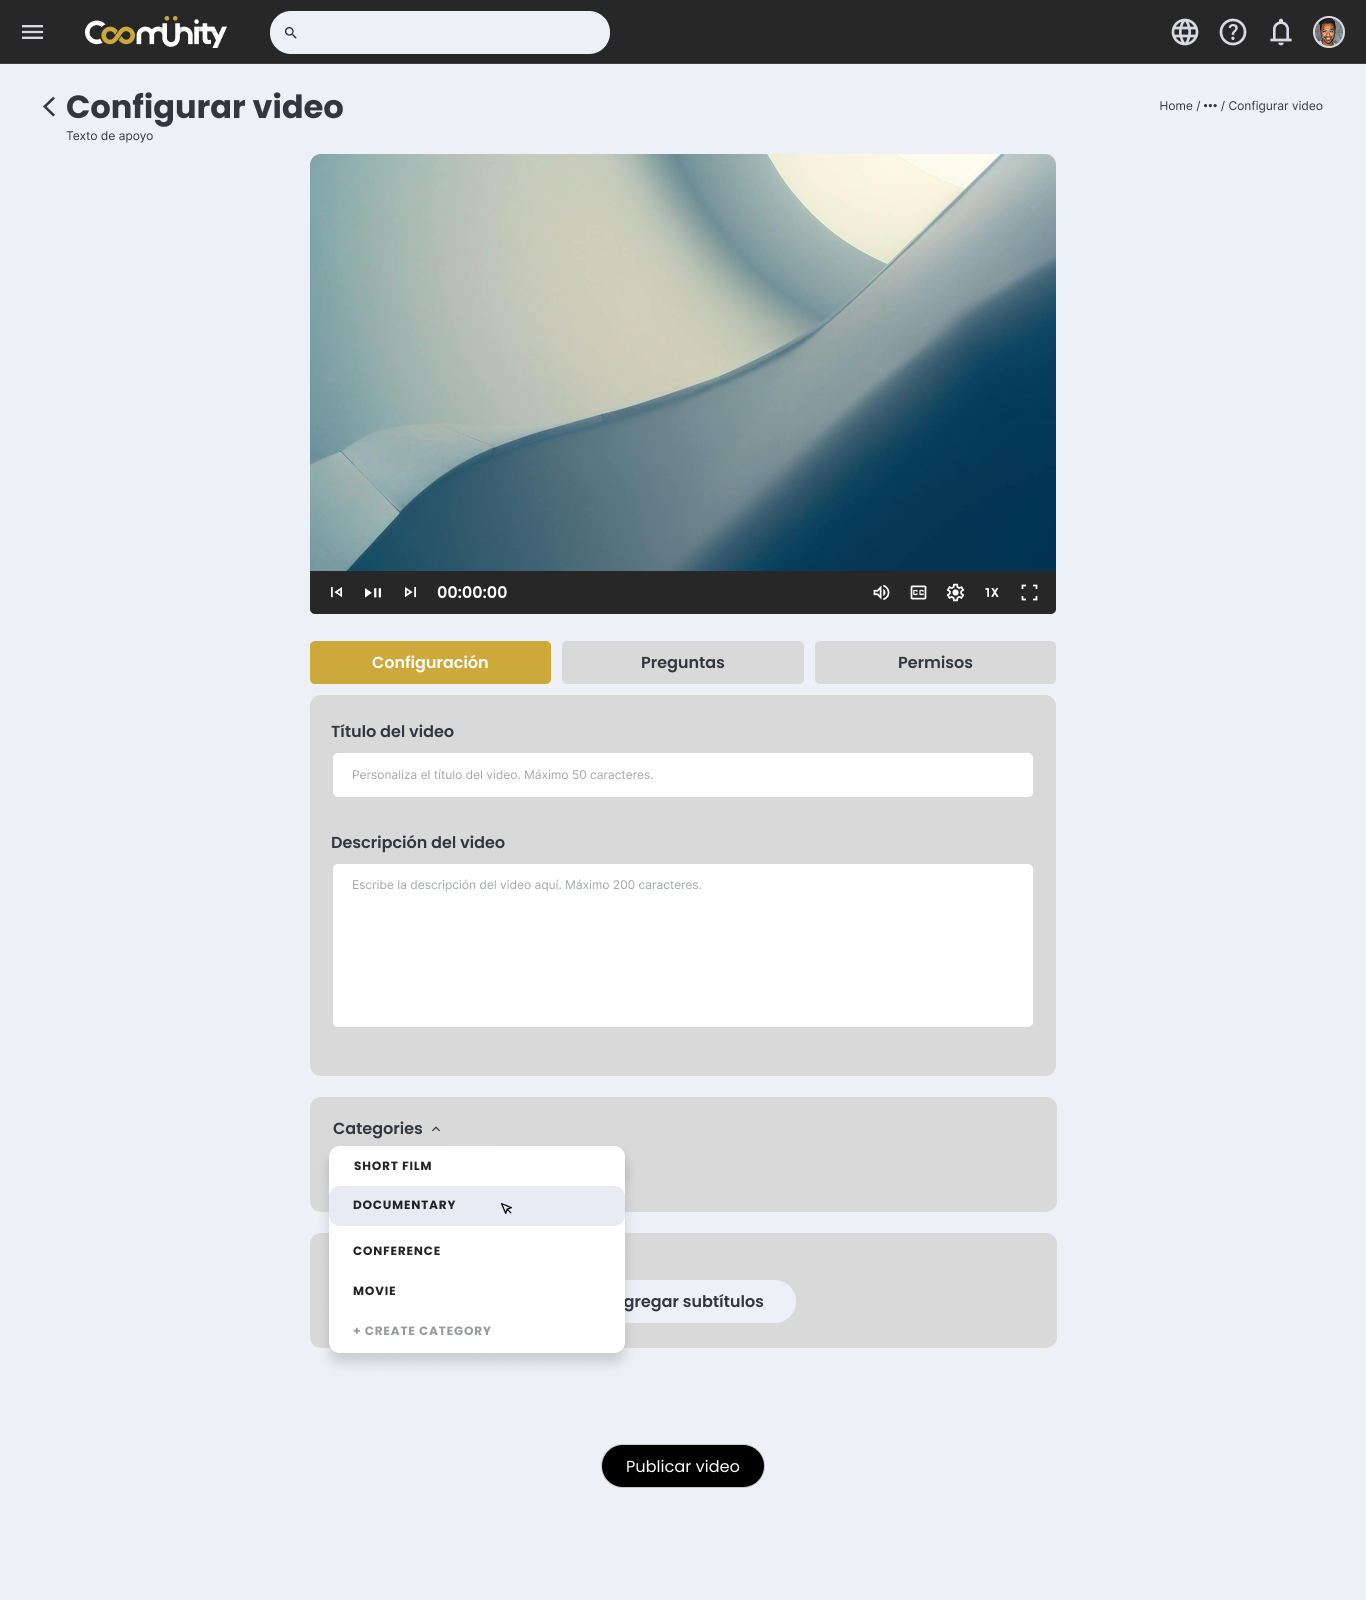 Coomünity
Configurar video
Home / ••• / Configurar video
Texto de apoyo
00:00:00
CC
1X
Configuración
Preguntas
Permisos
Título del video
Personaliza el título del video. Máximo 50 caracteres.
Descripción del video
Escribe la descripción del video aquí. Máximo 200 caracteres.
Categories
SHORT FILM
DOCUMENTARY
CONFERENCE
MOVIE
gregar subtítulos
+ CREATE CATEGORY
Publicar video